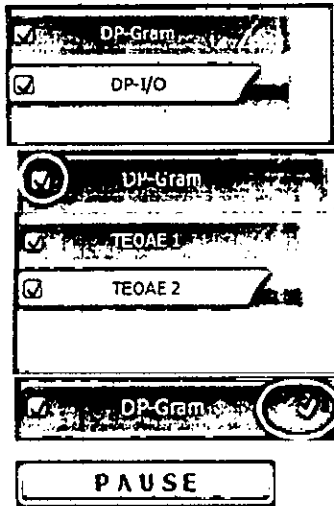 DP-Gram
DP-I/O
DP-Gram
TEOAE 1
TEOAE 2
DP-Gram
PAUSE